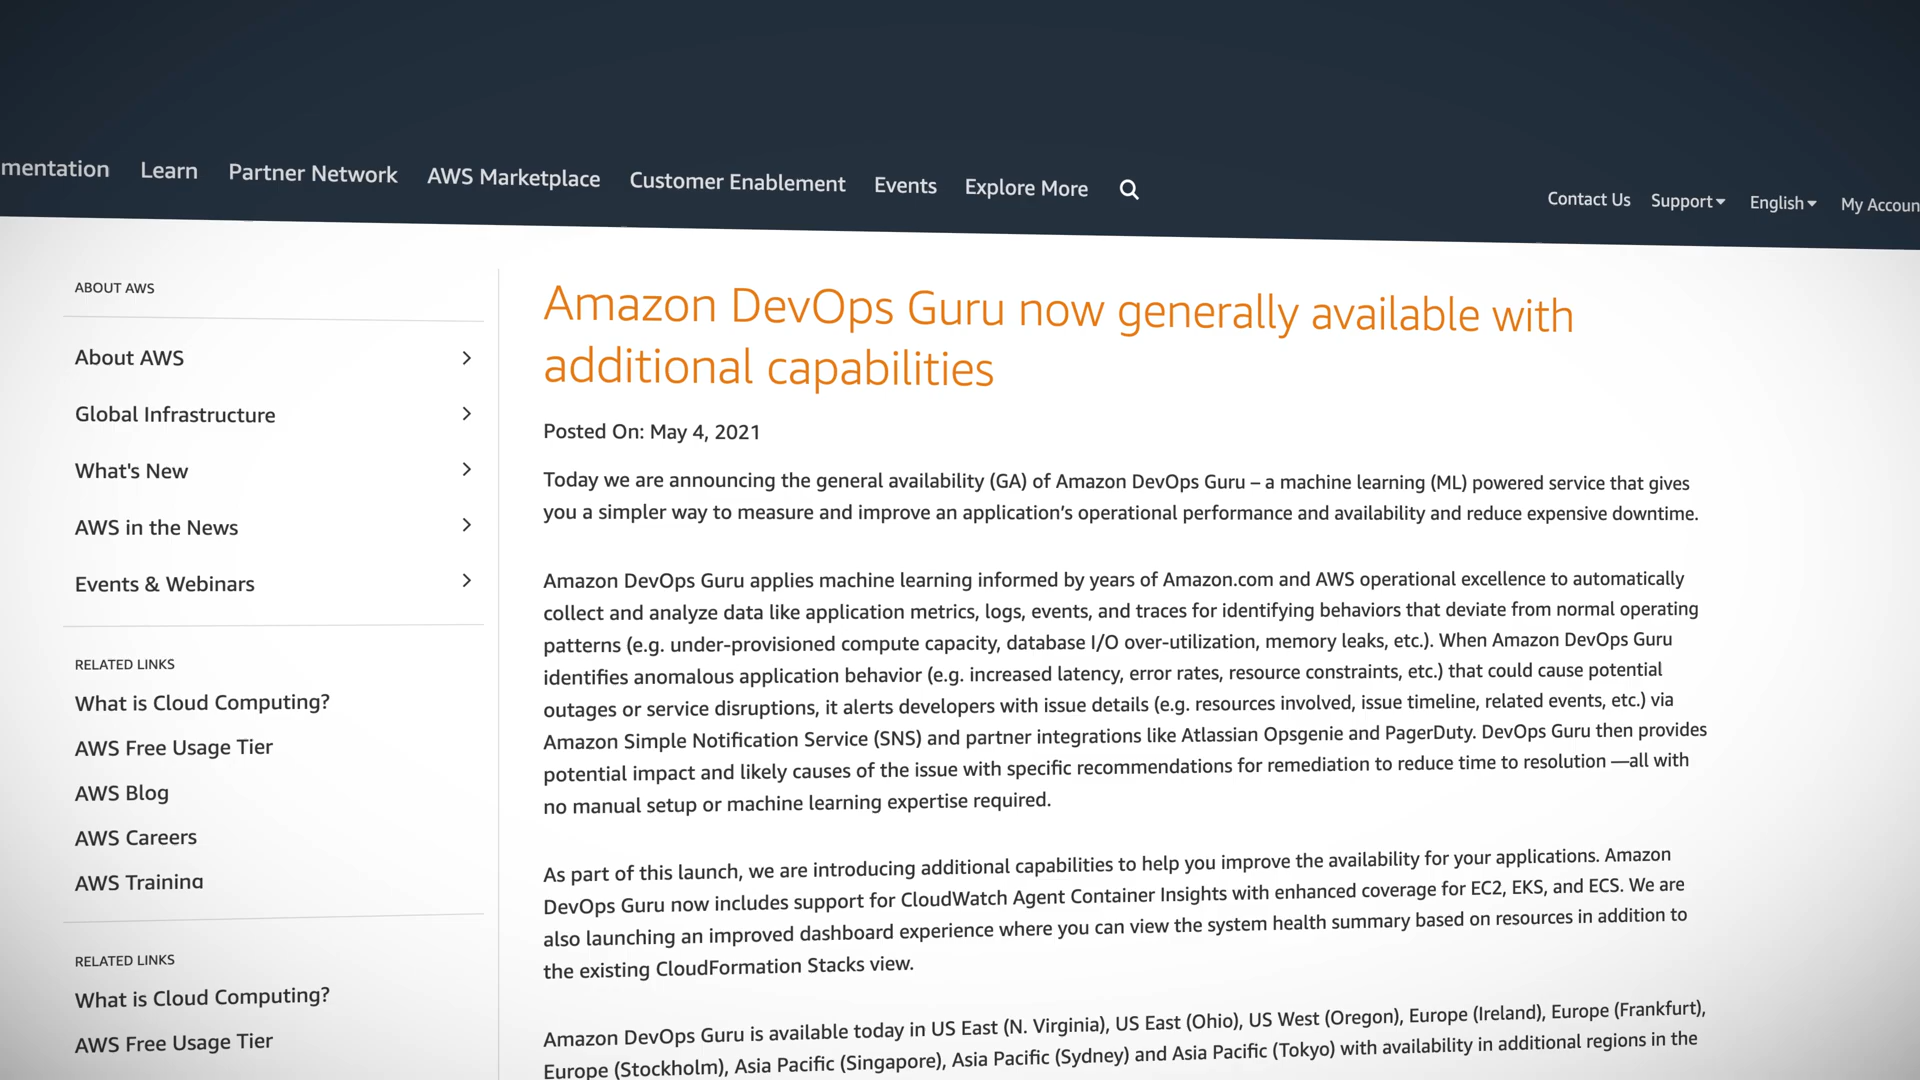 Learn
Partner Network
AWS Marketplace
Customer Enablement
Events
Explore More
Contact Us
Support
English
ABOUT AWS
About AWS
Global Infrastructure
What's New
AWS in the News
Events & Webinars
RELATED LINKS
What is Cloud Computing?
AWS Free Usage Tier
AWS Blog
AWS Careers
AWS Training
RELATED LINKS
What is Cloud Computing?
AWS Free Usage Tier
Amazon DevOps Guru now generally available with
additional capabilities
Posted On: May 4, 2021
Today we are announcing the general availability (GA) of Amazon DevOps Guru – a machine learning (ML) powered service that gives
you a simpler way to measure and improve an application’s operational performance and availability and reduce expensive downtime.
Amazon DevOps Guru applies machine learning informed by years of Amazon.com and AWS operational excellence to automatically
collect and analyze data like application metrics, logs, events, and traces for identifying behaviors that deviate from normal operating
patterns (e.g. under-provisioned compute capacity, database I/O over-utilization, memory leaks, etc.). When Amazon DevOps Guru
identifies anomalous application behavior (e.g. increased latency, error rates, resource constraints, etc.) that could cause potential
outages or service disruptions, it alerts developers with issue details (e.g. resources involved, issue timeline, related events, etc.) via
Amazon Simple Notification Service (SNS) and partner integrations like Atlassian Opsgenie and PagerDuty. DevOps Guru then provides
potential impact and likely causes of the issue with specific recommendations for remediation to reduce time to resolution —all with
no manual setup or machine learning expertise required.
As part of this launch, we are introducing additional capabilities to help you improve the availability for your applications. Amazon
DevOps Guru now includes support for CloudWatch Agent Container Insights with enhanced coverage for EC2, EKS, and ECS. We are
also launching an improved dashboard experience where you can view the system health summary based on resources in addition to
the existing CloudFormation Stacks view.
Amazon DevOps Guru is available today in US East (N. Virginia), US East (Ohio), US West (Oregon), Europe (Ireland), Europe (Frankfurt),
Europe (Stockholm), Asia Pacific (Singapore), Asia Pacific (Sydney) and Asia Pacific (Tokyo) with availability in additional regions in the